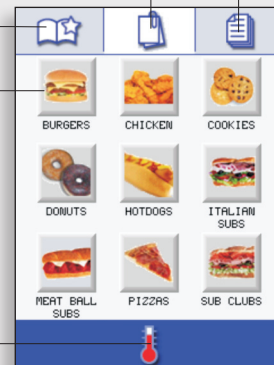 BURGERS
CHICKEN
COOKIES
DONUTS
HOTDOGS
ITALIAN
SUBS
MEAT BALL
SUBS
PIZZAS
SUB CLUBS